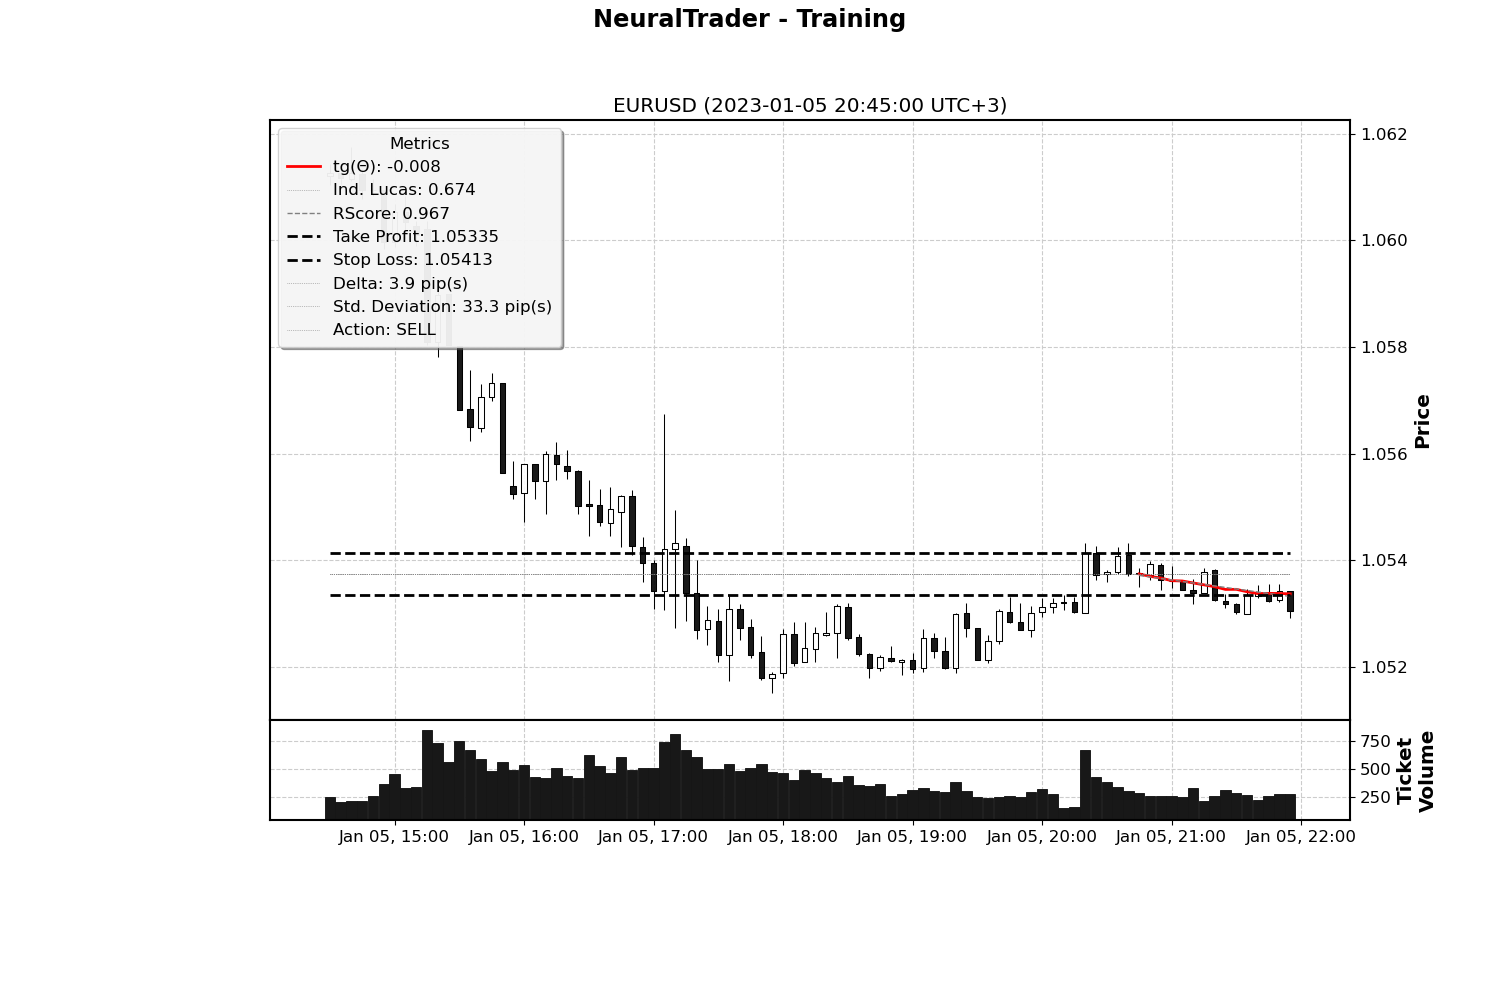 NeuralTrader - Training
EURUSD (2023-01-05 20:45:00 UTC+3)
Metrics
tg(Θ): -0.008
Ind. Lucas: 0.674
RScore: 0.967
Take Profit: 1.05335
Stop Loss: 1.05413
Delta: 3.9 pip(s)
Std. Deviation: 33.3 pip(s)
Action: SELL
1.062
1.060
1.058
1.056
1.054
1.052
Price
750
500
250
Ticket
Volume
Jan 05, 15:00
Jan 05, 16:00
Jan 05, 17:00
Jan 05, 18:00
Jan 05, 19:00
Jan 05, 20:00
Jan 05, 21:00
Jan 05, 22:00